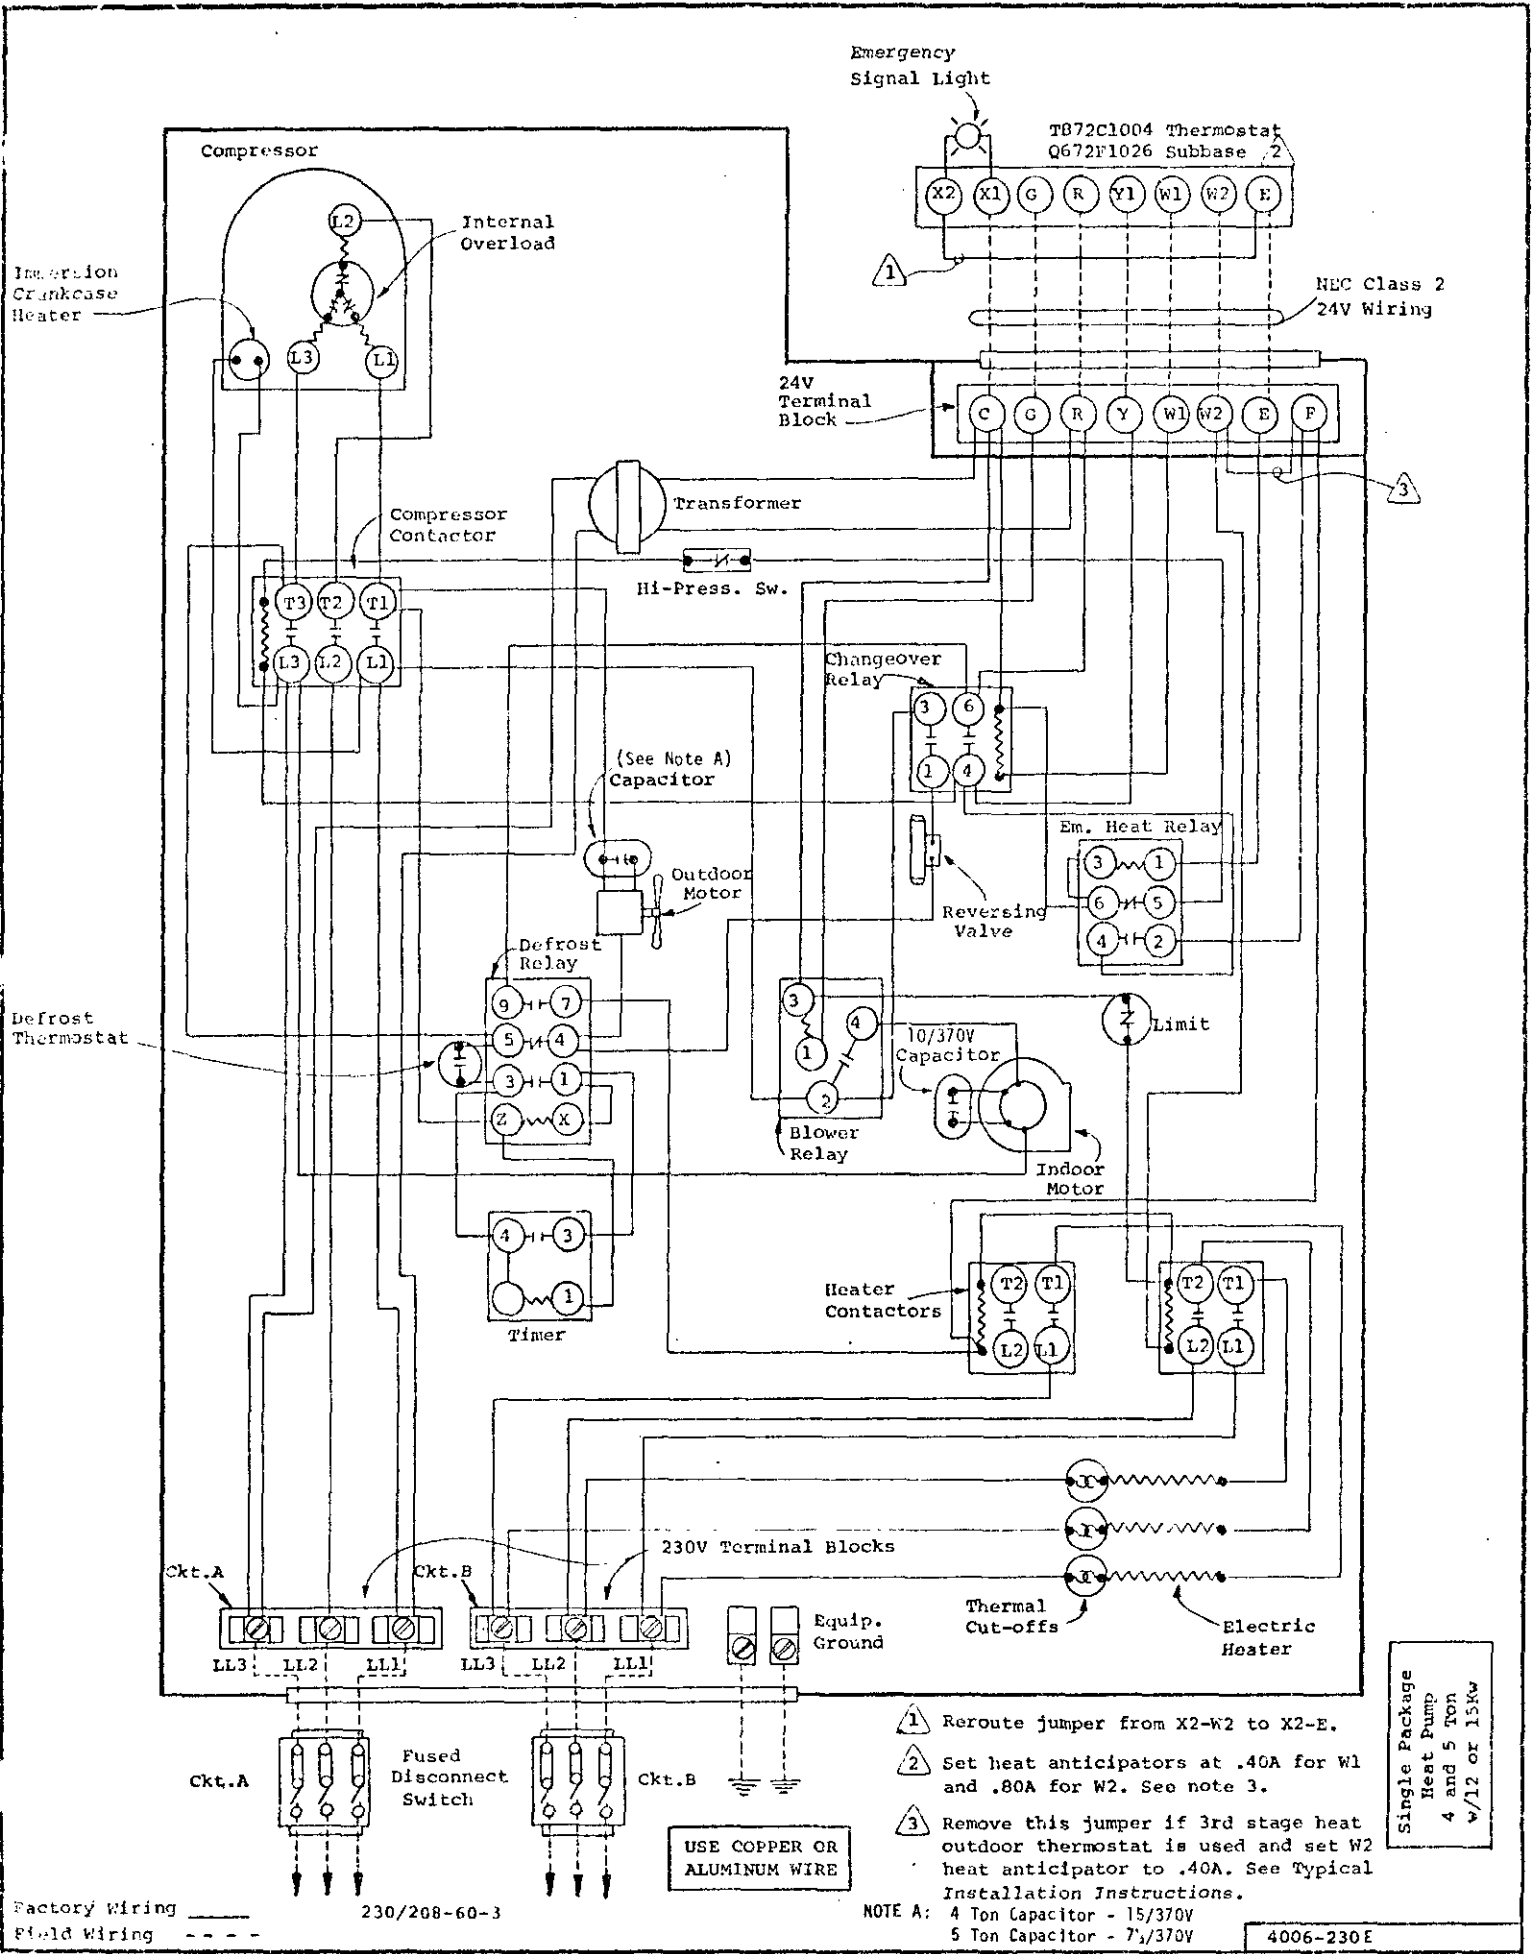 Emergency
Signal Light
T872C1004 Thermostat
Q672F1026 Subbase 2
X2 X1 G R Y1 W1 W2 E
Compressor
L2
Internal
Overload
Immersion
Crankcase
Heater
L3 L1
1
NEC Class 2
24V Wiring
24V
Terminal
Block
C G R Y W1 W2 E F
3
Transformer
Compressor
Contactor
Hi-Press. Sw.
T3 T2 T1
L3 L2 L1
Changeover
Relay
3 6
1 4
(See Note A)
Capacitor
Em. Heat Relay
3 1
6 5
4 2
Outdoor
Motor
Reversing
Valve
Defrost
Relay
9 7
5 4
3 1
Z X
Defrost
Thermostat
3 4
1
2
Blower
Relay
10/370V
Capacitor
Limit
Indoor
Motor
4 3
1
Timer
Heater
Contactors
T2 T1
L2 L1
T2 T1
L2 L1
230V Terminal Blocks
Ckt.A
Ckt.B
Thermal
Cut-offs
Electric
Heater
Equip.
Ground
LL3 LL2 LL1
LL3 LL2 LL1
Ckt.A
Fused
Disconnect
Switch
Ckt.B
USE COPPER OR
ALUMINUM WIRE
1 Reroute jumper from X2-W2 to X2-E.
2 Set heat anticipators at .40A for W1
and .80A for W2. See note 3.
3 Remove this jumper if 3rd stage heat
outdoor thermostat is used and set W2
heat anticipator to .40A. See Typical
Installation Instructions.
NOTE A: 4 Ton Capacitor - 15/370V
5 Ton Capacitor - 7½/370V
Single Package
Heat Pump
4 and 5 Ton
w/12 or 15Kw
Factory Wiring
Field Wiring
230/208-60-3
4006-230E